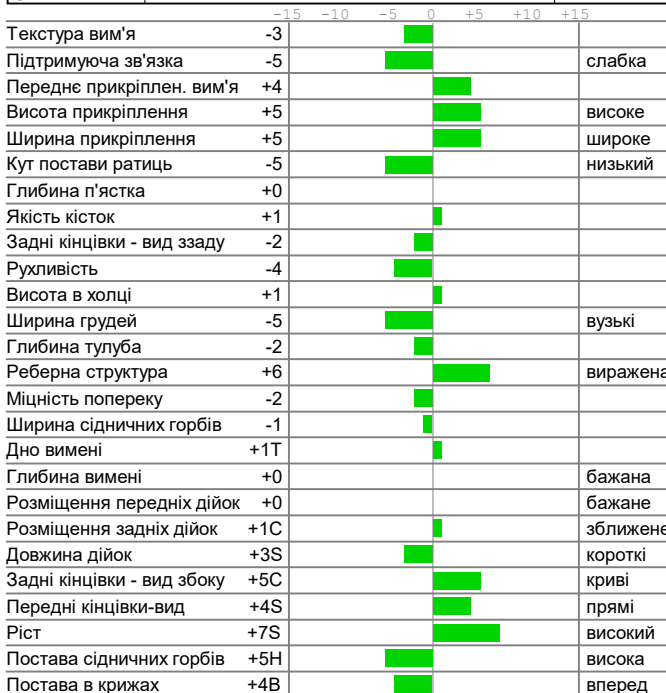 -15 -10 -5 0 +5 +10 +15
Текстура вим'я -3
Підтримуюча зв'язка -5 слабка
Переднє прикріплен. вим'я +4
Висота прикріплення +5 високе
Ширина прикріплення +5 широке
Кут постави ратиць -5 низький
Глибина п'ястка +0
Якість кісток +1
Задні кінцівки - вид ззаду -2
Рухливість -4
Висота в холці +1
Ширина грудей -5 вузькі
Глибина тулуба -2
Реберна структура +6 виражена
Міцність попереку -2
Ширина сідничних горбів -1
Дно вимені +1T
Глибина вимені +0 бажана
Розміщення передніх дійок +0 бажане
Розміщення задніх дійок +1C зближене
Довжина дійок +3S короткі
Задні кінцівки - вид збоку +5C криві
Передні кінцівки-вид +4S прямі
Ріст +7S високий
Постава сідничних горбів +5H висока
Постава в крижах +4B вперед